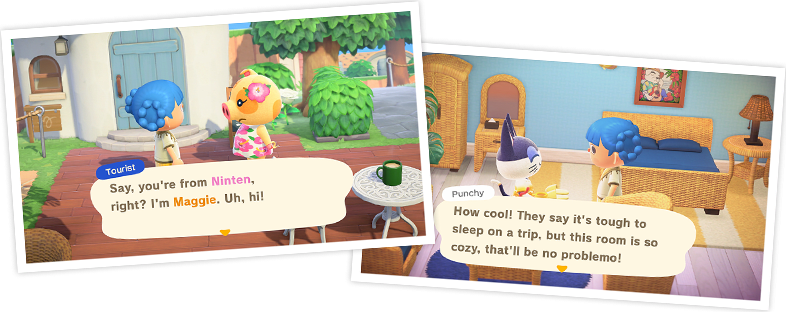 Tourist
Say, you're from Ninten,
right? I'm Maggie. Uh, hi!
Punchy
How cool! They say it's tough to
sleep on a trip, but this room is so
cozy, that'll be no problemo!